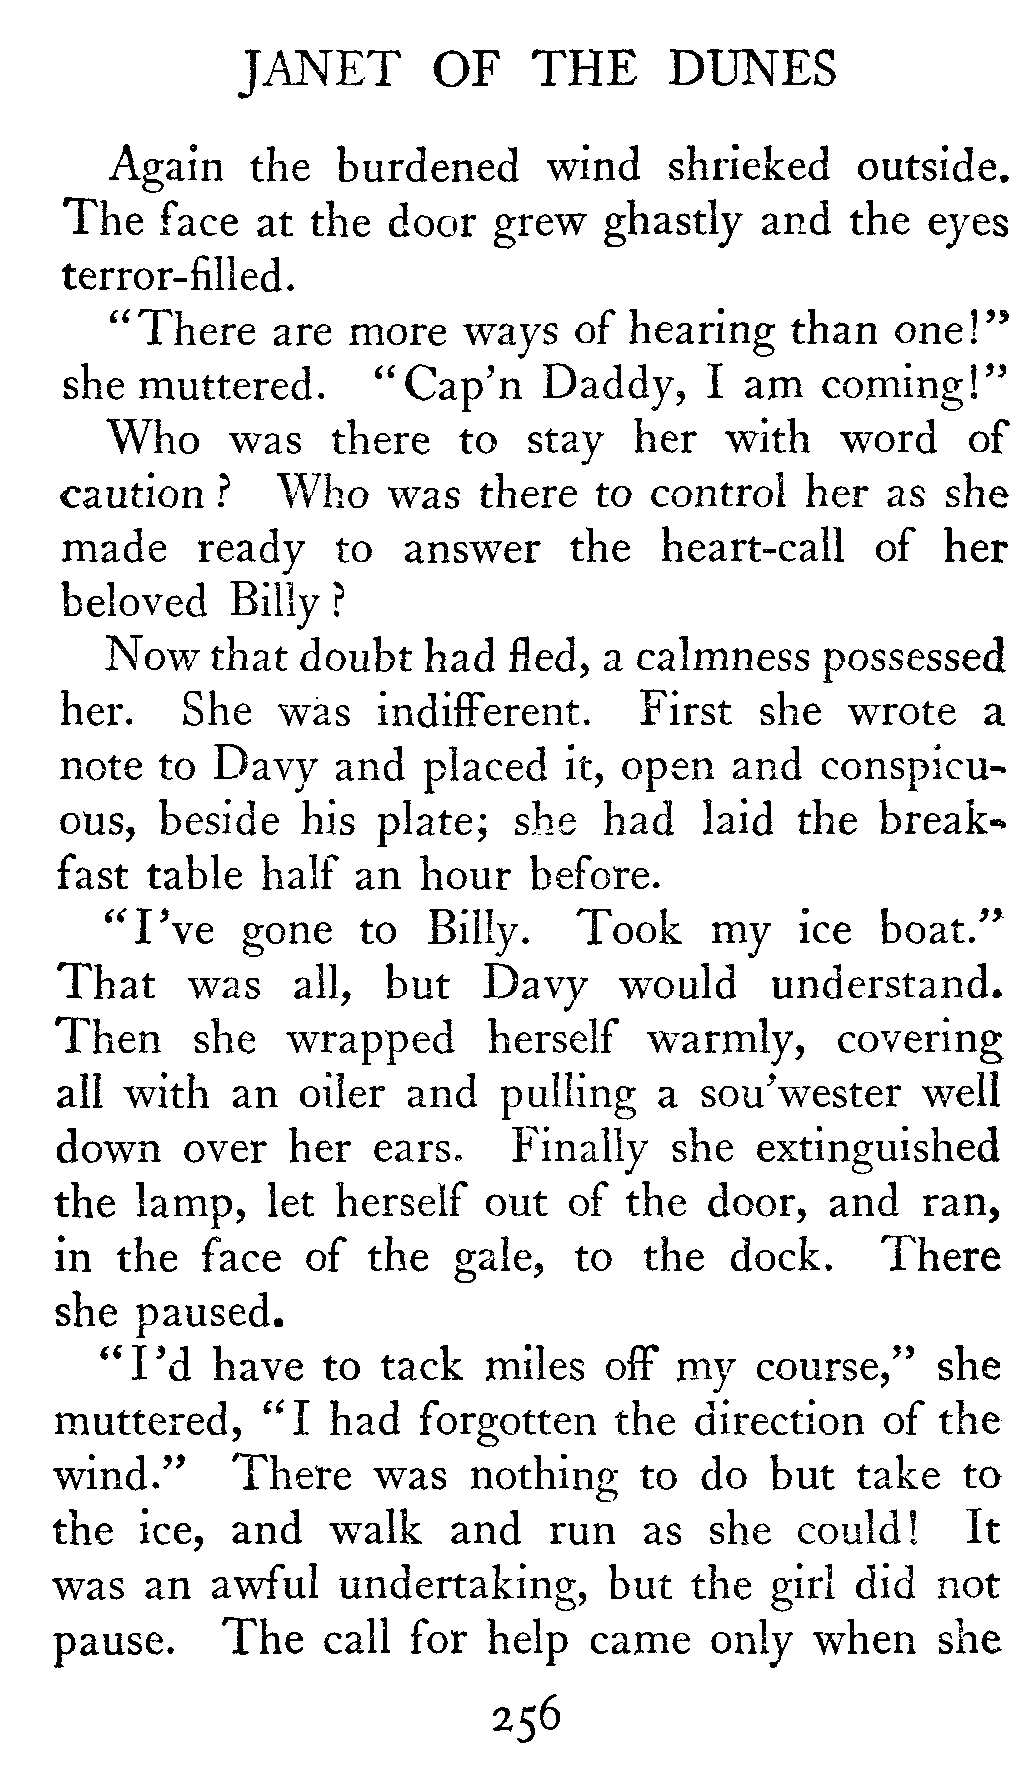 JANET OF THE DUNES
Again the burdened wind shrieked outside.
The face at the door grew ghastly and the eyes
terror-filled.
"There are more ways of hearing than one!"
she muttered. "Cap'n Daddy, I am coming!"
Who was there to stay her with word of
caution? Who was there to control her as she
made ready to answer the heart-call of her
beloved Billy?
Now that doubt had fled, a calmness possessed
her. She was indifferent. First she wrote a
note to Davy and placed it, open and conspicu-
ous, beside his plate; she had laid the break-
fast table half an hour before.
"I've gone to Billy. Took my ice boat."
That was all, but Davy would understand.
Then she wrapped herself warmly, covering
all with an oiler and pulling a sou'wester well
down over her ears. Finally she extinguished
the lamp, let herself out of the door, and ran,
in the face of the gale, to the dock. There
she paused.
"I'd have to tack miles off my course," she
muttered, "I had forgotten the direction of the
wind." There was nothing to do but take to
the ice, and walk and run as she could! It
was an awful undertaking, but the girl did not
pause. The call for help came only when she
256